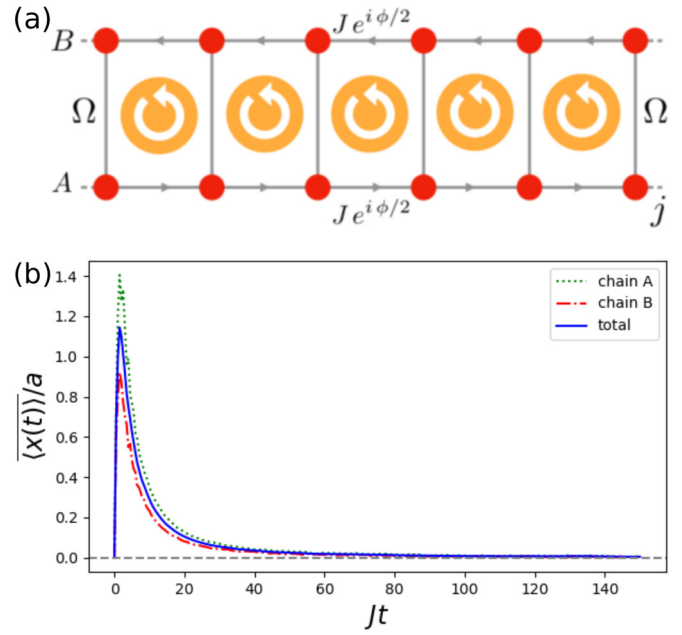 (a)
B
J e^{iϕ/2}
Ω
Ω
A
J e^{iϕ/2}
j
(b)
1.4
1.2
1.0
0.8
0.6
0.4
0.2
0.0
⟨x(t)⟩/a
chain A
chain B
total
0 20 40 60 80 100 120 140
Jt